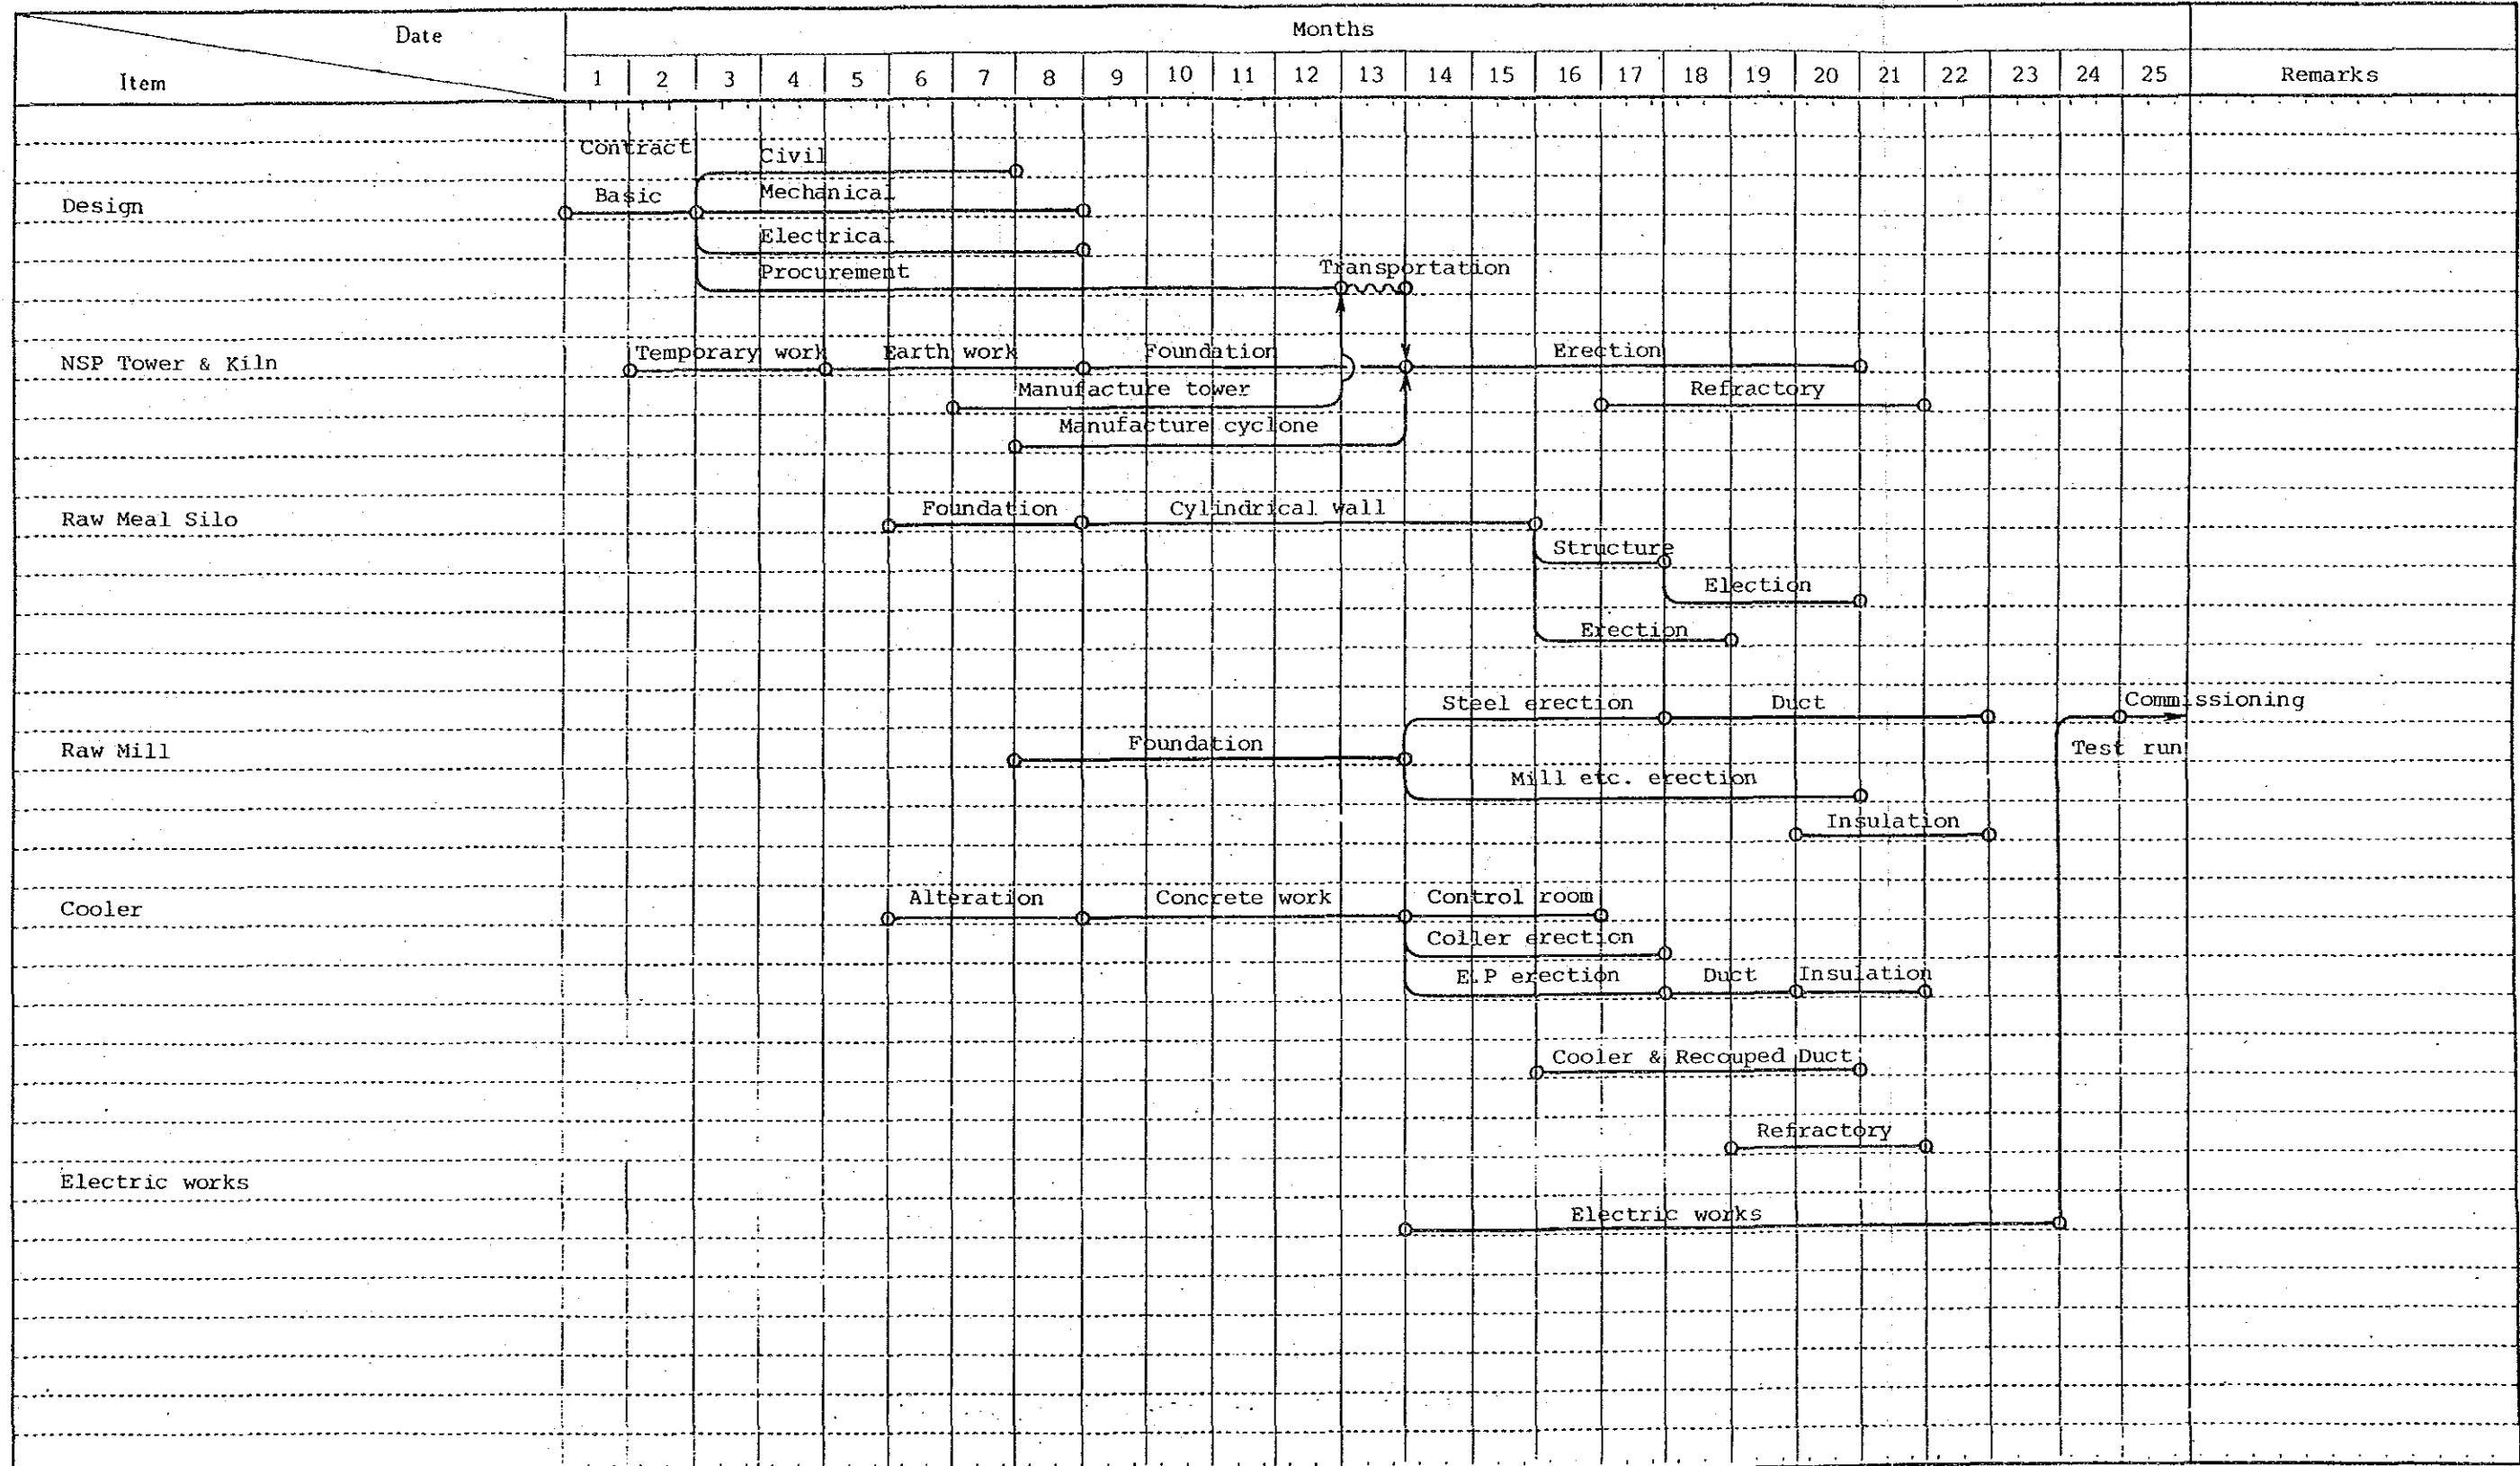 Date
Months
Item
1 2 3 4 5 6 7 8 9 10 11 12 13 14 15 16 17 18 19 20 21 22 23 24 25 Remarks
Contract
Civil
Design
Basic
Mechanical
Electrical
Procurement
Transportation
NSP Tower & Kiln
Temporary work
Earth work
Foundation
Erection
Manufacture tower
Refractory
Manufacture cyclone
Raw Meal Silo
Foundation
Cylindrical wall
Structure
Election
Erection
Steel erection
Duct
Commissioning
Raw Mill
Foundation
Test run
Mill etc. erection
Insulation
Cooler
Alteration
Concrete work
Control room
Coller erection
E.P erection
Duct
Insulation
Cooler & Recouped Duct
Refractory
Electric works
Electric works